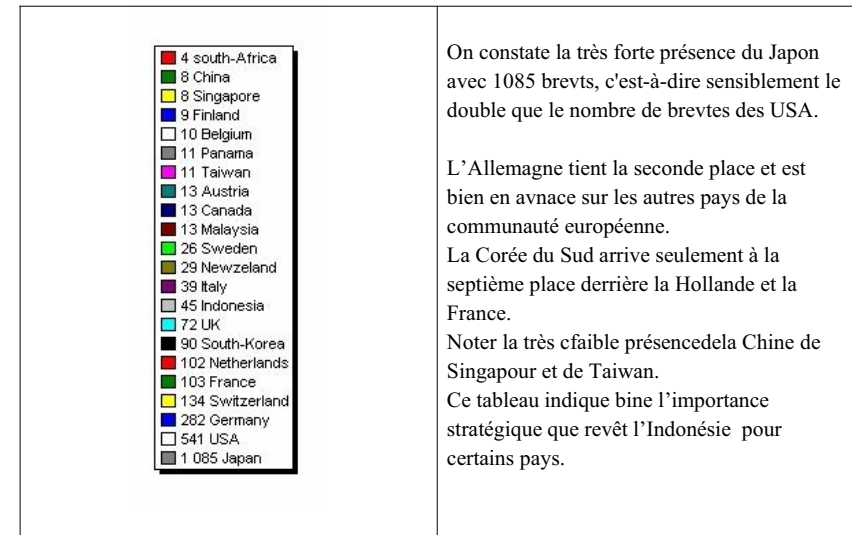 4 south-Africa
8 China
8 Singapore
9 Finland
10 Belgium
11 Panama
11 Taiwan
13 Austria
13 Canada
13 Malaysia
26 Sweden
29 Newzeland
39 Italy
45 Indonesia
72 UK
90 South-Korea
102 Netherlands
103 France
134 Switzerland
282 Germany
541 USA
1 085 Japan
On constate la très forte présence du Japon
avec 1085 brevts, c'est-à-dire sensiblement le
double que le nombre de brevtes des USA.
L’Allemagne tient la seconde place et est
bien en avnace sur les autres pays de la
communauté européenne.
La Corée du Sud arrive seulement à la
septième place derrière la Hollande et la
France.
Noter la très cfaible présencedela Chine de
Singapour et de Taiwan.
Ce tableau indique bine l’importance
stratégique que revêt l’Indonésie pour
certains pays.